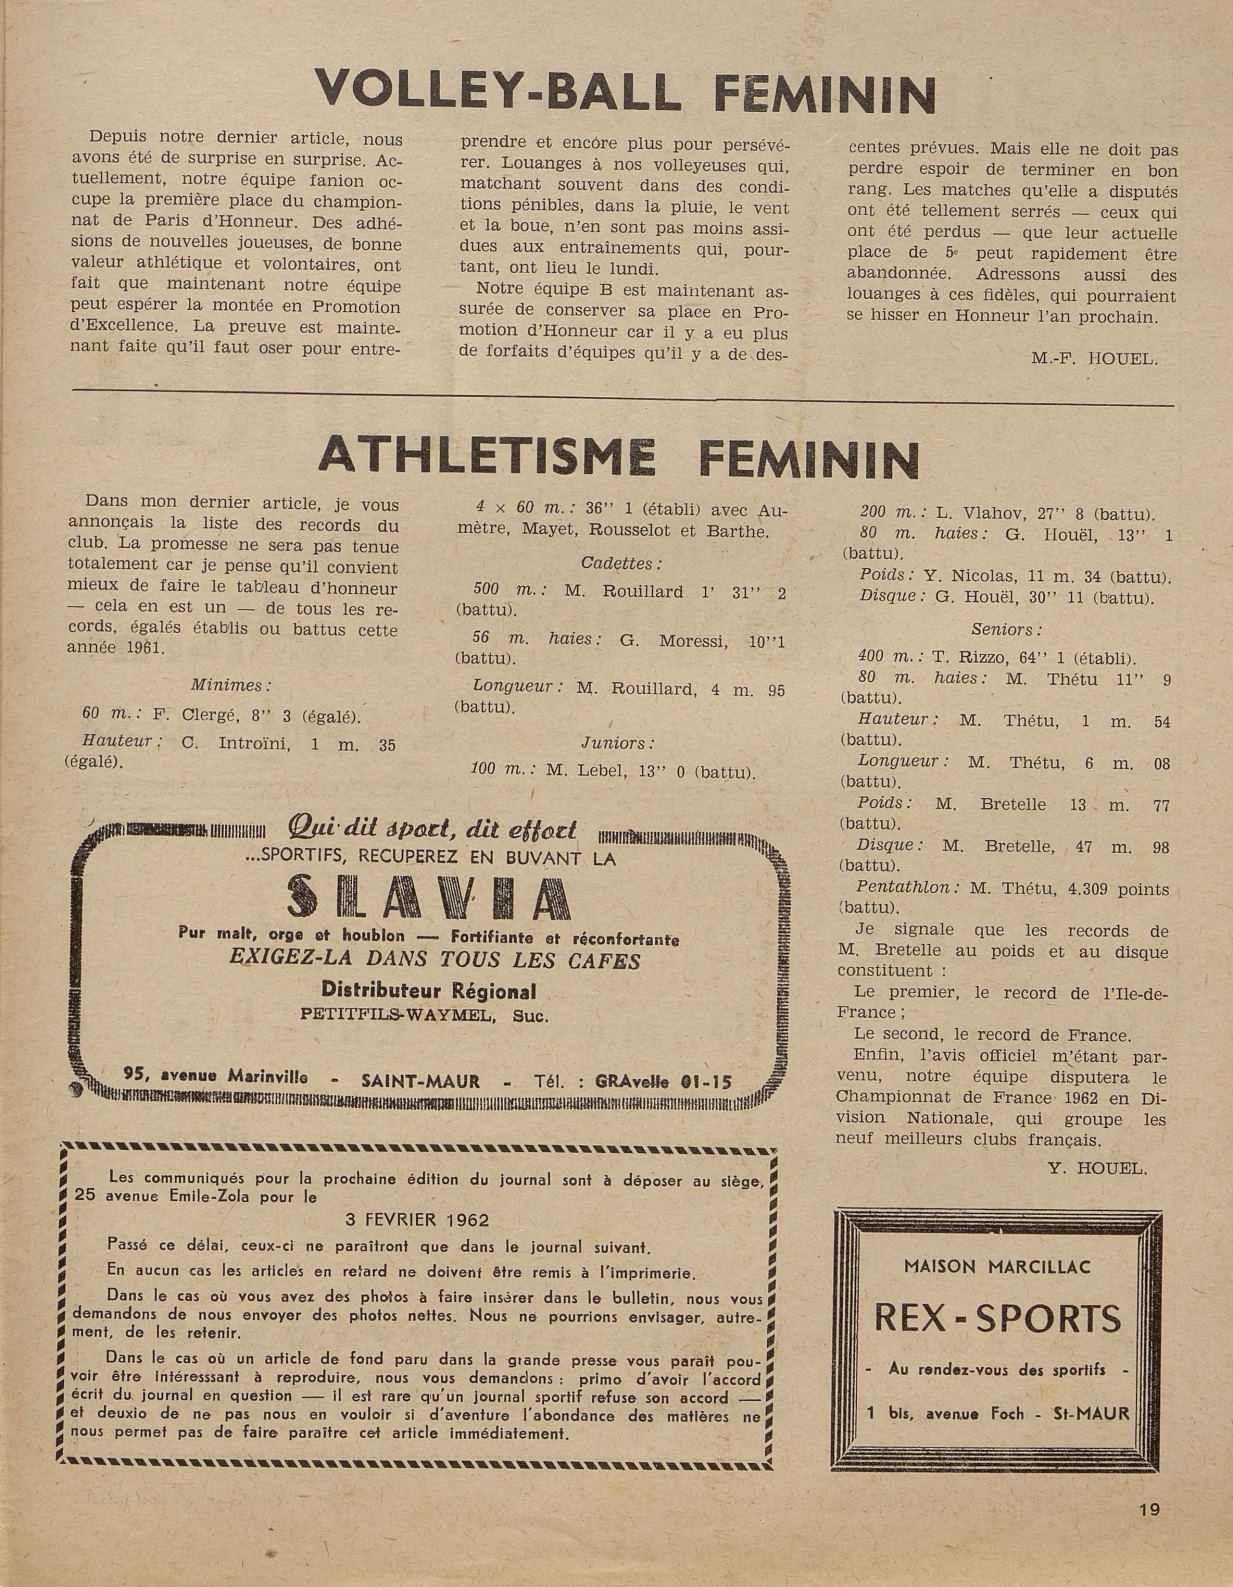 VOLLEY-BALL FEMININ
Depuis notre dernier article, nous
avons été de surprise en surprise. Ac-
tuellement, notre équipe fanion oc-
cupe la première place du champion-
nat de Paris d'Honneur. Des adhé-
sions de nouvelles joueuses, de bonne
valeur athlétique et volontaires, ont
fait que maintenant notre équipe
peut espérer la montée en Promotion
d'Excellence. La preuve est mainte-
nant faite qu'il faut oser pour entre-
prendre et encore plus pour persévé-
rer. Louanges à nos volleyeuses qui,
matchant souvent dans des condi-
tions pénibles, dans la pluie, le vent
et la boue, n'en sont pas moins assi-
dues aux entraînements qui, pour-
tant, ont lieu le lundi.
Notre équipe B est maintenant as-
surée de conserver sa place en Pro-
motion d'Honneur car il y a eu plus
de forfaits d'équipes qu'il y a de des-
centes prévues. Mais elle ne doit pas
perdre espoir de terminer en bon
rang. Les matches qu'elle a disputés
ont été tellement serrés — ceux qui
ont été perdus — que leur actuelle
place de 5e peut rapidement être
abandonnée. Adressons aussi des
louanges à ces fidèles, qui pourraient
se hisser en Honneur l'an prochain.
M.-F. HOUEL.
ATHLETISME FEMININ
Dans mon dernier article, je vous
annonçais la liste des records du
club. La promesse ne sera pas tenue
totalement car je pense qu'il convient
mieux de faire le tableau d'honneur
— cela en est un — de tous les re-
cords, égalés établis ou battus cette
année 1961.
Minimes :
60 m. : F. Clergé, 8'' 3 (égalé).
Hauteur : C. Introïni, 1 m. 35
(égalé).
4 × 60 m. : 36'' 1 (établi) avec Au-
mètre, Mayet, Rousselot et Barthe.
Cadettes :
500 m. : M. Rouillard 1' 31'' 2
(battu).
56 m. haies : G. Moressi, 10''1
(battu).
Longueur : M. Rouillard, 4 m. 95
(battu).
Juniors :
100 m. : M. Lebel, 13'' 0 (battu).
200 m. : L. Vlahov, 27'' 8 (battu).
80 m. haies : G. Houël, 13'' 1
(battu).
Poids : Y. Nicolas, 11 m. 34 (battu).
Disque : G. Houël, 30'' 11 (battu).
Seniors :
400 m. : T. Rizzo, 64'' 1 (établi).
80 m. haies : M. Thétu 11'' 9
(battu).
Hauteur : M. Thétu, 1 m. 54
(battu).
Longueur : M. Thétu, 6 m. 08
(battu).
Poids : M. Bretelle 13 m. 77
(battu).
Disque : M. Bretelle, 47 m. 98
(battu).
Pentathlon : M. Thétu, 4.309 points
(battu).
Je signale que les records de
M. Bretelle au poids et au disque
constituent :
Le premier, le record de l'Ile-de-
France ;
Le second, le record de France.
Enfin, l'avis officiel m'étant par-
venu, notre équipe disputera le
Championnat de France 1962 en Di-
vision Nationale, qui groupe les
neuf meilleurs clubs français.
Y. HOUEL.
Qui dit sport, dit effort
...SPORTIFS, RECUPEREZ EN BUVANT LA
SLAVIA
Pur malt, orge et houblon — Fortifiante et réconfortante
EXIGEZ-LA DANS TOUS LES CAFES
Distributeur Régional
PETITFILS-WAYMEL, Suc.
95, avenue Marinville - SAINT-MAUR - Tél. : GRAvelle 01-15
Les communiqués pour la prochaine édition du journal sont à déposer au siège,
25 avenue Emile-Zola pour le
3 FEVRIER 1962
Passé ce délai, ceux-ci ne paraîtront que dans le journal suivant.
En aucun cas les articles en retard ne doivent être remis à l'imprimerie.
Dans le cas où vous avez des photos à faire insérer dans le bulletin, nous vous
demandons de nous envoyer des photos nettes. Nous ne pourrions envisager, autre-
ment, de les retenir.
Dans le cas où un article de fond paru dans la grande presse vous paraît pou-
voir être intéresssant à reproduire, nous vous demandons : primo d'avoir l'accord
écrit du journal en question — il est rare qu'un journal sportif refuse son accord —
et deuxio de ne pas nous en vouloir si d'aventure l'abondance des matières ne
nous permet pas de faire paraître cet article immédiatement.
MAISON MARCILLAC
REX-SPORTS
- Au rendez-vous des sportifs -
1 bis, avenue Foch - St-MAUR
19